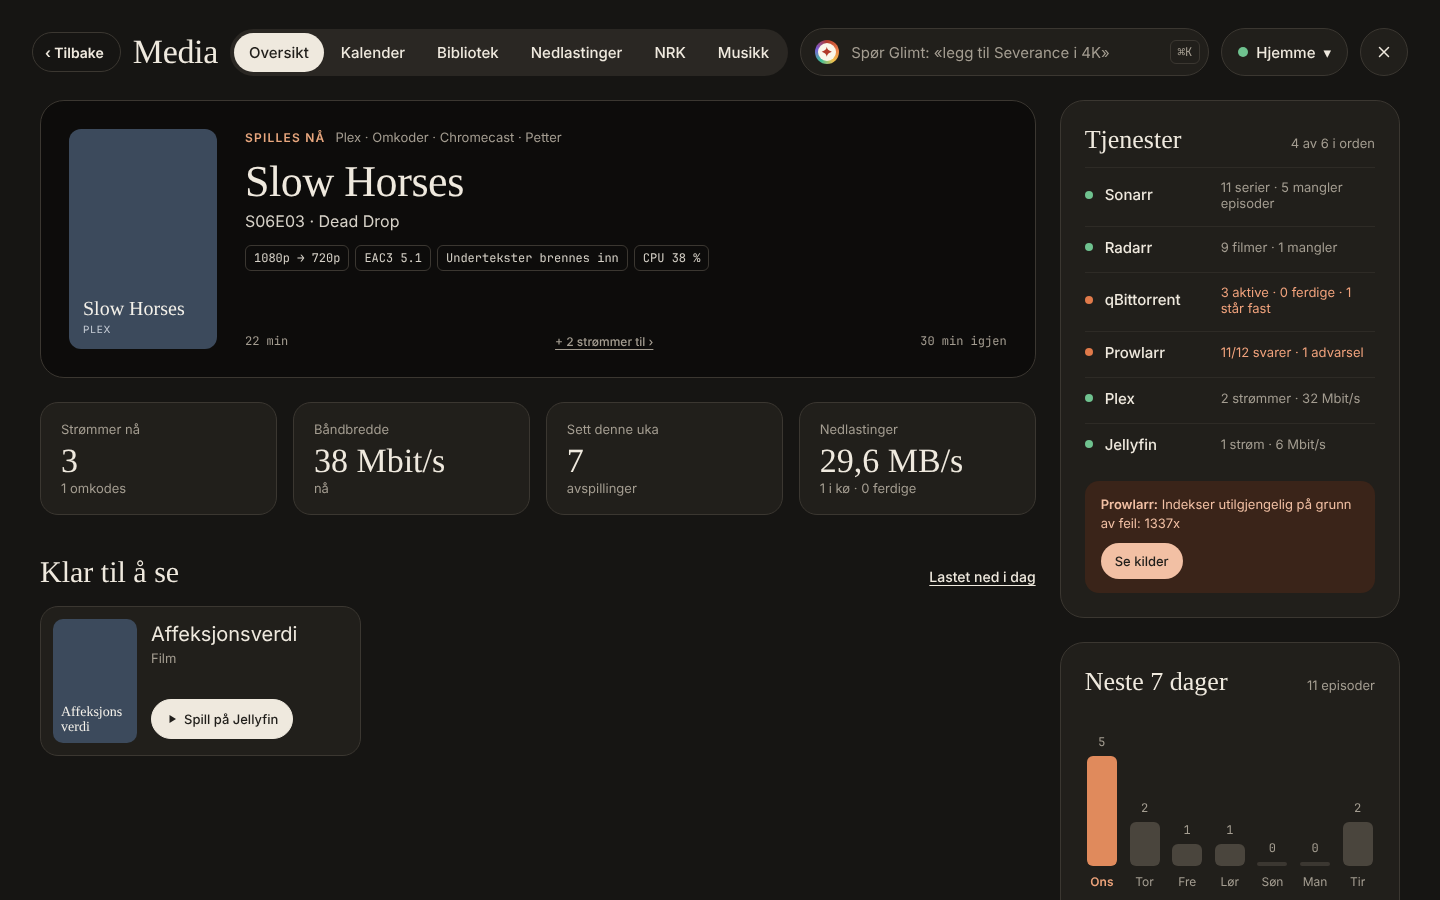 ‹ Tilbake
Media
Oversikt
Kalender
Bibliotek
Nedlastinger
NRK
Musikk
Spør Glimt: «legg til Severance i 4K»
⌘K
Hjemme ▾
✕
SPILLES NÅ Plex · Omkoder · Chromecast · Petter
Slow Horses
S06E03 · Dead Drop
1080p → 720p
EAC3 5.1
Undertekster brennes inn
CPU 38 %
Slow Horses
PLEX
22 min
+ 2 strømmer til ›
30 min igjen
Strømmer nå
3
1 omkodes
Båndbredde
38 Mbit/s
nå
Sett denne uka
7
avspillinger
Nedlastinger
29,6 MB/s
1 i kø · 0 ferdige
Klar til å se
Lastet ned i dag
Affeksjons
verdi
Affeksjonsverdi
Film
Spill på Jellyfin
Tjenester
4 av 6 i orden
Sonarr
11 serier · 5 mangler
episoder
Radarr
9 filmer · 1 mangler
qBittorrent
3 aktive · 0 ferdige · 1
står fast
Prowlarr
11/12 svarer · 1 advarsel
Plex
2 strømmer · 32 Mbit/s
Jellyfin
1 strøm · 6 Mbit/s
Prowlarr: Indekser utilgjengelig på grunn
av feil: 1337x
Se kilder
Neste 7 dager
11 episoder
5
2
1
1
0
0
2
Ons
Tor
Fre
Lør
Søn
Man
Tir